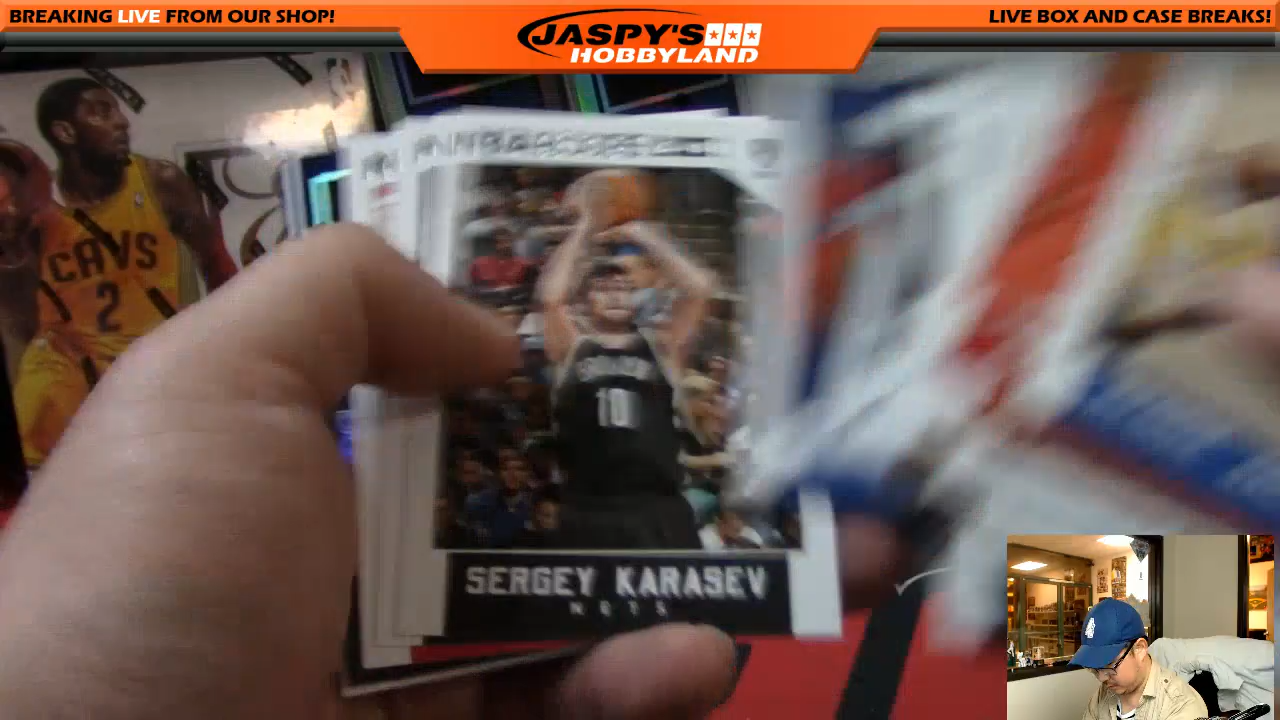 BREAKING LIVE FROM OUR SHOP!
JASPY'S
HOBBYLAND
LIVE BOX AND CASE BREAKS!
CAVS
2
10
SERGEY KARASEV
NETS